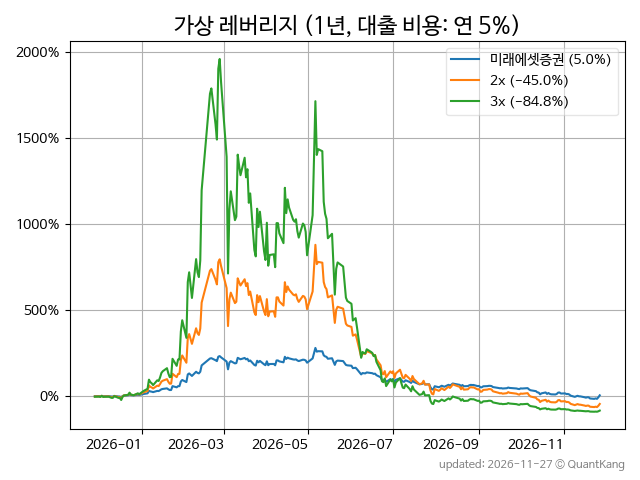 가상 레버리지 (1년, 대출 비용: 연 5%)
2000%
1500%
1000%
500%
0%
미래에셋증권 (5.0%)
2x (−45.0%)
3x (−84.8%)
2026-01
2026-03
2026-05
2026-07
2026-09
2026-11
updated: 2026-11-27 © QuantKang